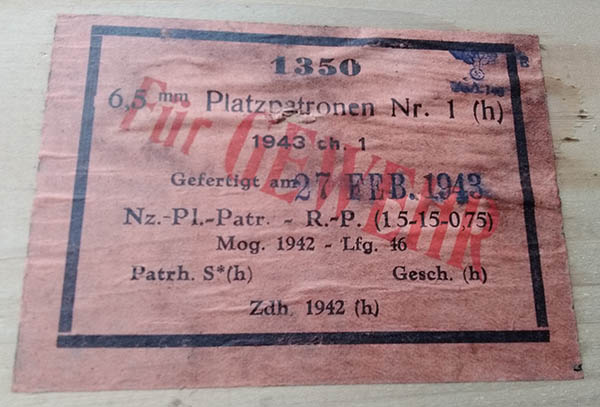 1350
6,5 mm Platzpatronen Nr. 1 (h)
Für GEWEHR
1943 ch. 1
Gefertigt am 27 FEB. 1943
Nz.-Pl.-Patr. - R.-P. (1.5-15-0,75)
Mog. 1942 - Lfg. 46
Patrh. S*(h) Gesch. (h)
Zdh. 1942 (h)